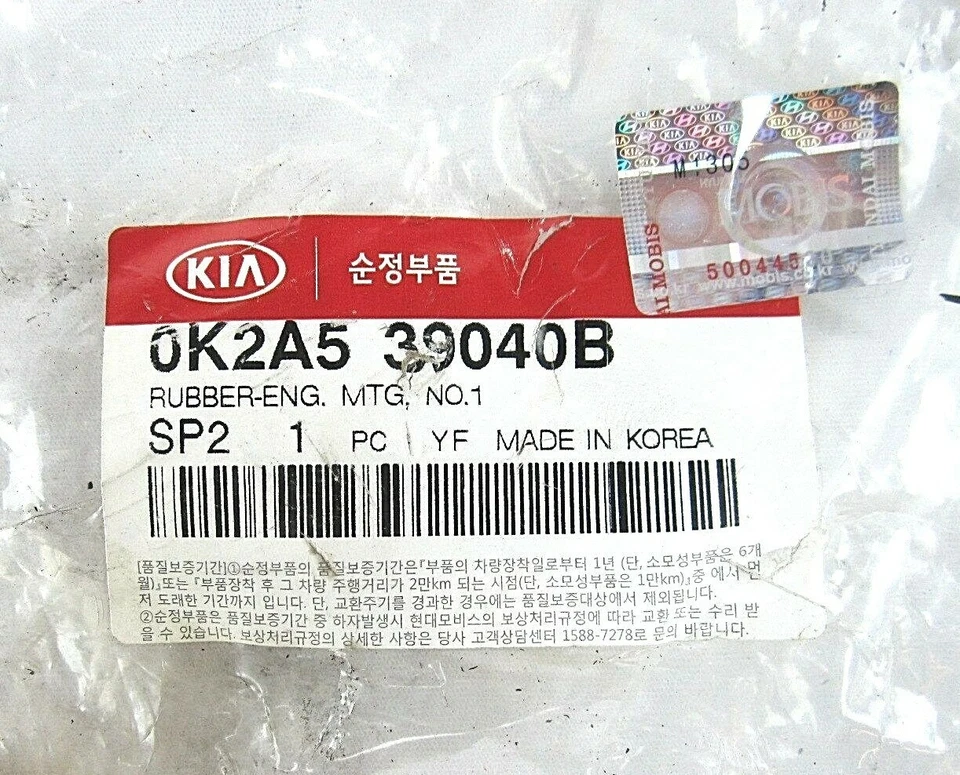 KIA
M:305
MOBIS
500445
www.mobis.co.kr
KIA 순정부품
0K2A5 39040B
RUBBER-ENG. MTG, NO.1
SP2 1 PC YF MADE IN KOREA
[품질보증기간]①순정부품의 품질보증기간은『부품의 차량장착일로부터 1년 (단, 소모성부품은 6개
월)』또는 『부품장착 후 그 차량 주행거리가 2만km 되는 시점(단, 소모성부품은 1만km)』중 에서 먼
저 도래한 기간까지 입니다. 단, 교환주기를 경과한 경우에는 품질보증대상에서 제외됩니다.
②순정부품은 품질보증기간 중 하자발생시 현대모비스의 보상처리규정에 따라 교환 또는 수리 받
을 수 있습니다. 보상처리규정의 상세한 사항은 당사 고객상담센터 1588-7278로 문의 바랍니다.